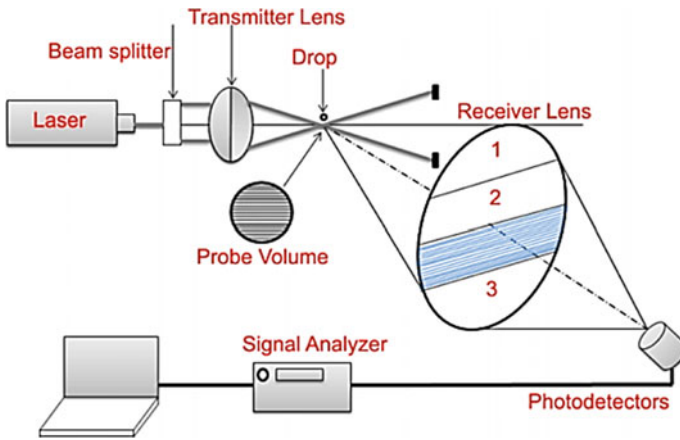 Transmitter Lens
Beam splitter
Drop
Laser
Receiver Lens
1
2
3
Probe Volume
Signal Analyzer
Photodetectors